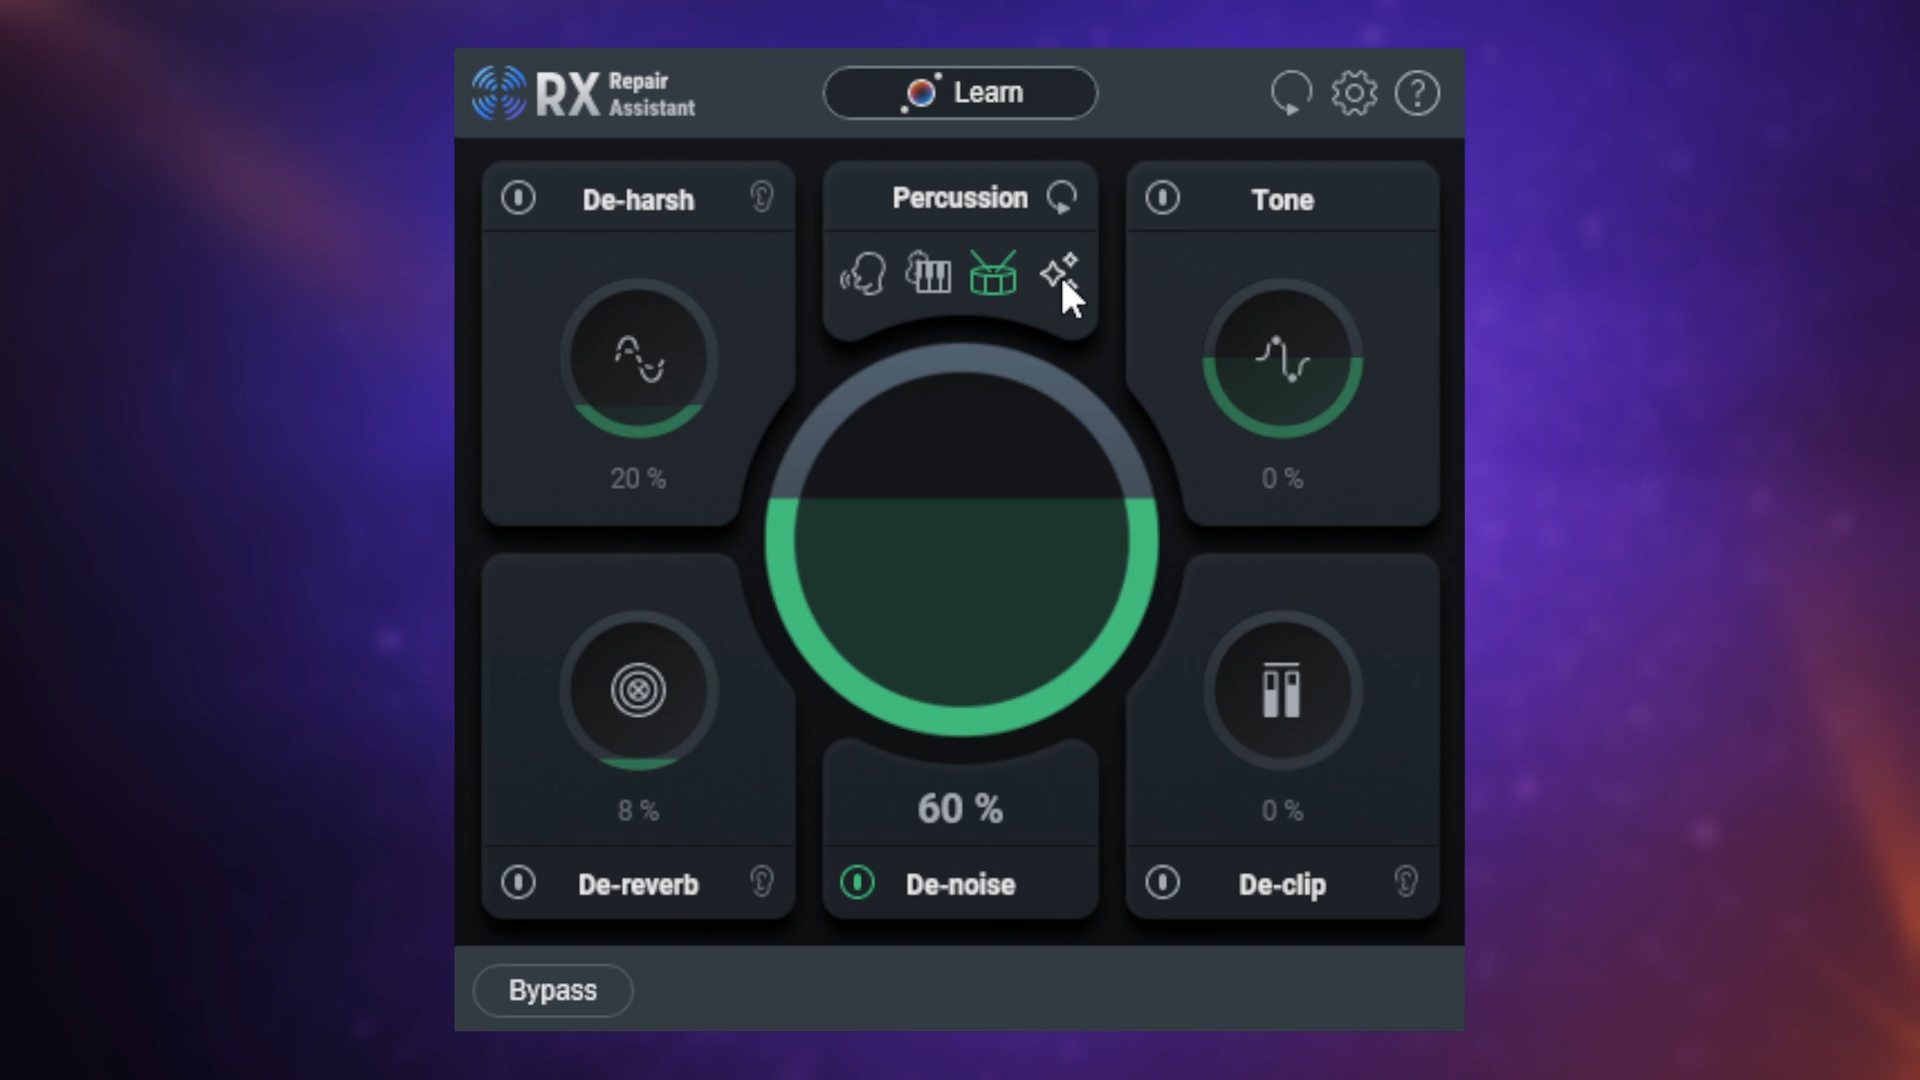 RX Repair
Assistant
Learn
?
De-harsh
Percussion
Tone
20 %
0 %
8 %
60 %
0 %
De-reverb
De-noise
De-clip
Bypass